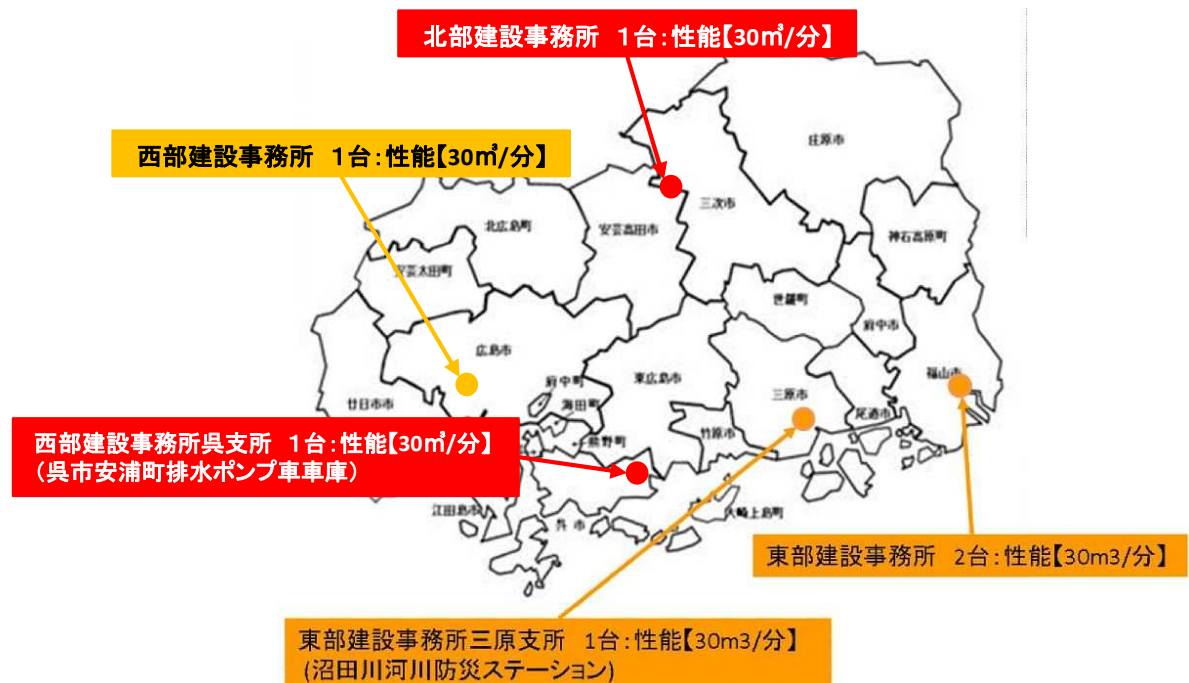 北部建設事務所　1台：性能【30㎥/分】
西部建設事務所　1台：性能【30㎥/分】
庄原市
三次市
北広島町
安芸高田市
神石高原町
安芸太田町
世羅町
府中市
広島市
福山市
府中町
東広島市
三原市
廿日市市
海田町
尾道市
竹原市
熊野町
西部建設事務所呉支所　1台：性能【30㎥/分】
（呉市安浦町排水ポンプ車車庫）
江田島市
呉市
大崎上島町
東部建設事務所　2台：性能【30m3/分】
東部建設事務所三原支所　1台：性能【30m3/分】
(沼田川河川防災ステーション)